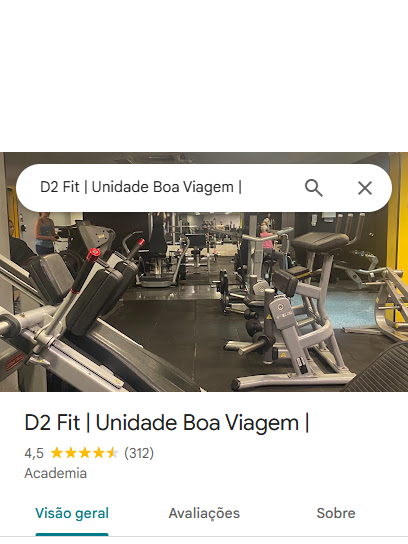 D2 Fit | Unidade Boa Viagem |
D2 Fit | Unidade Boa Viagem |
4,5 (312)
Academia
Visão geral Avaliações Sobre